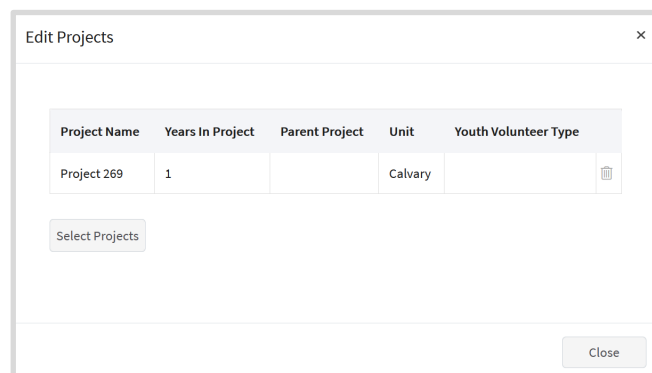 Edit Projects ×
Project Name Years In Project Parent Project Unit Youth Volunteer Type
Project 269 1 Calvary
Select Projects
Close